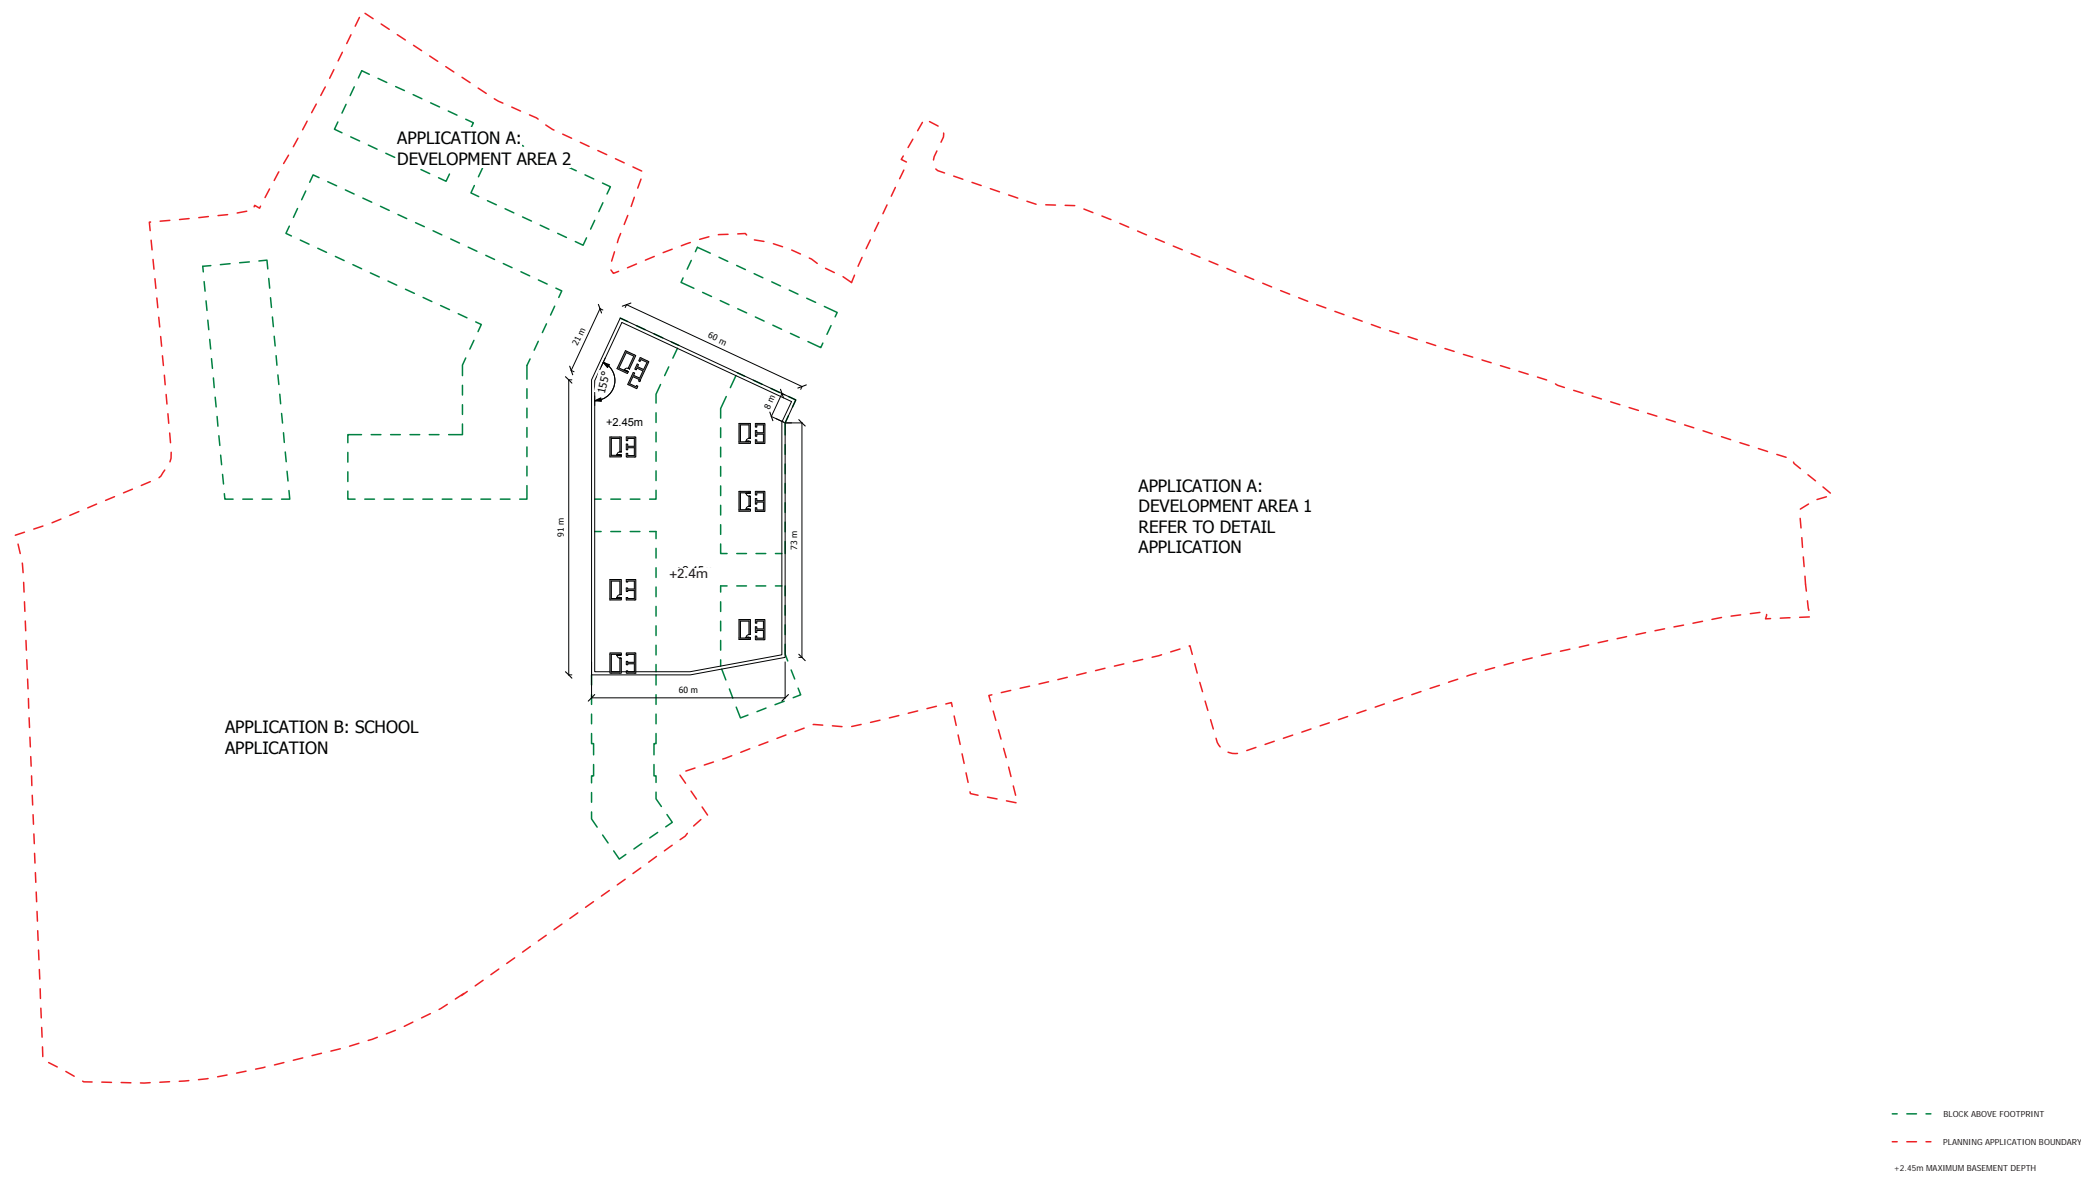 APPLICATION A:
DEVELOPMENT AREA 2
21 m
60 m
155°
8 m
+2.45m
91 m
73 m
+2.4m
60 m
APPLICATION A:
DEVELOPMENT AREA 1
REFER TO DETAIL
APPLICATION
APPLICATION B: SCHOOL
APPLICATION
BLOCK ABOVE FOOTPRINT
PLANNING APPLICATION BOUNDARY
+2.45m MAXIMUM BASEMENT DEPTH